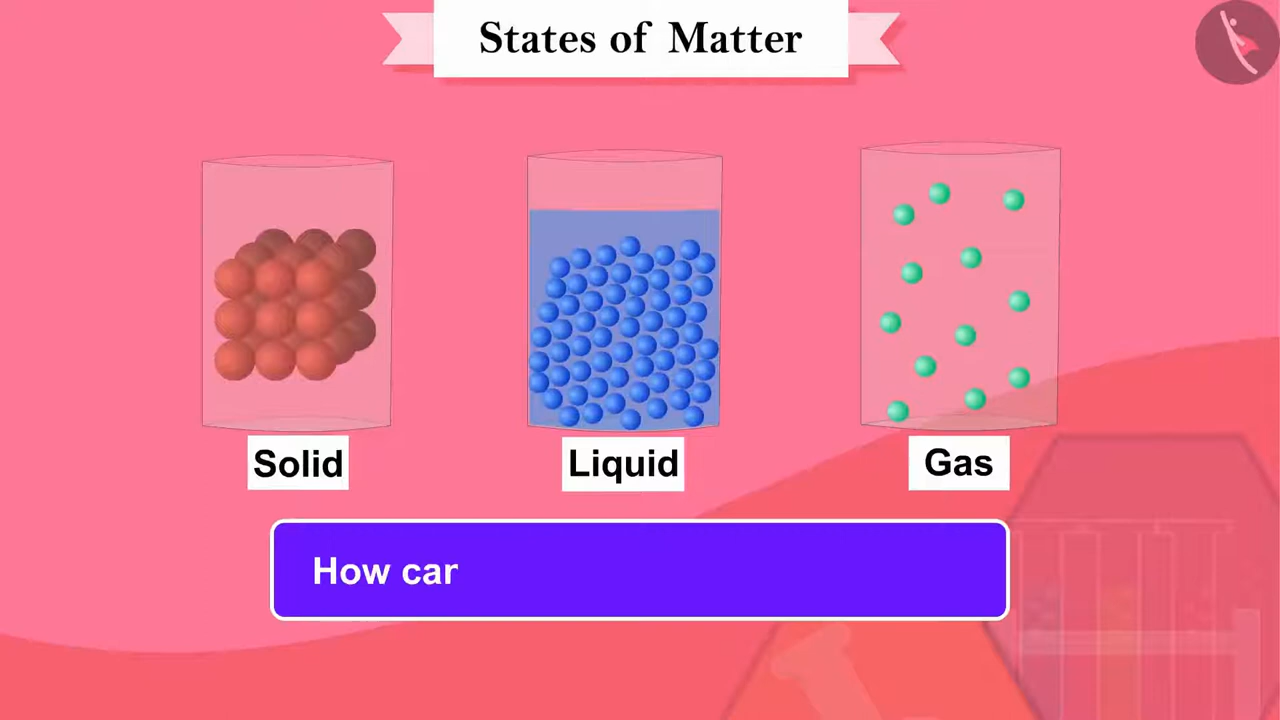 States of Matter
Solid
Liquid
Gas
How car